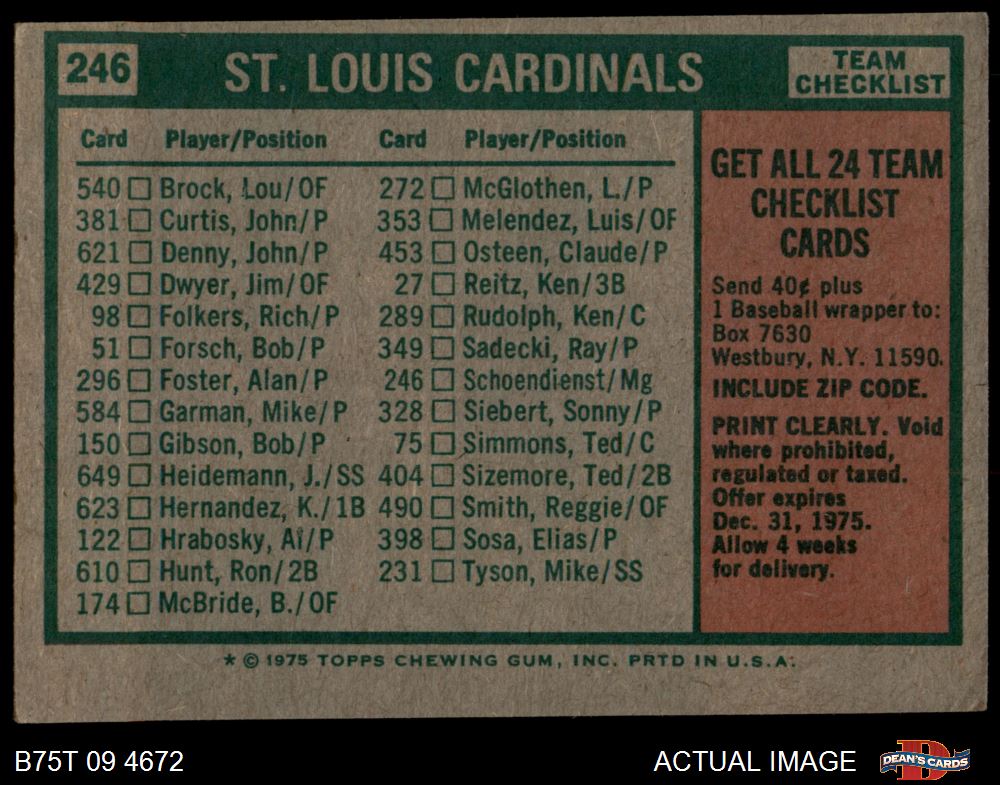 246
ST. LOUIS CARDINALS
TEAM
CHECKLIST
Card Player/Position
540 Brock, Lou/OF
381 Curtis, John/P
621 Denny, John/P
429 Dwyer, Jim/OF
98 Folkers, Rich/P
51 Forsch, Bob/P
296 Foster, Alan/P
584 Garman, Mike/P
150 Gibson, Bob/P
649 Heidemann, J./SS
623 Hernandez, K./1B
122 Hrabosky, Al/P
610 Hunt, Ron/2B
174 McBride, B./OF
Card Player/Position
272 McGlothen, L./P
353 Melendez, Luis/OF
453 Osteen, Claude/P
27 Reitz, Ken/3B
289 Rudolph, Ken/C
349 Sadecki, Ray/P
246 Schoendienst/Mg
328 Siebert, Sonny/P
75 Simmons, Ted/C
404 Sizemore, Ted/2B
490 Smith, Reggie/OF
398 Sosa, Elias/P
231 Tyson, Mike/SS
GET ALL 24 TEAM
CHECKLIST
CARDS
Send 40¢ plus
1 Baseball wrapper to:
Box 7630
Westbury, N.Y. 11590.
INCLUDE ZIP CODE.
PRINT CLEARLY. Void
where prohibited,
regulated or taxed.
Offer expires
Dec. 31, 1975.
Allow 4 weeks
for delivery.
* © 1975 TOPPS CHEWING GUM, INC. PRTD IN U.S.A.
B75T 09 4672
ACTUAL IMAGE
DEAN'S CARDS